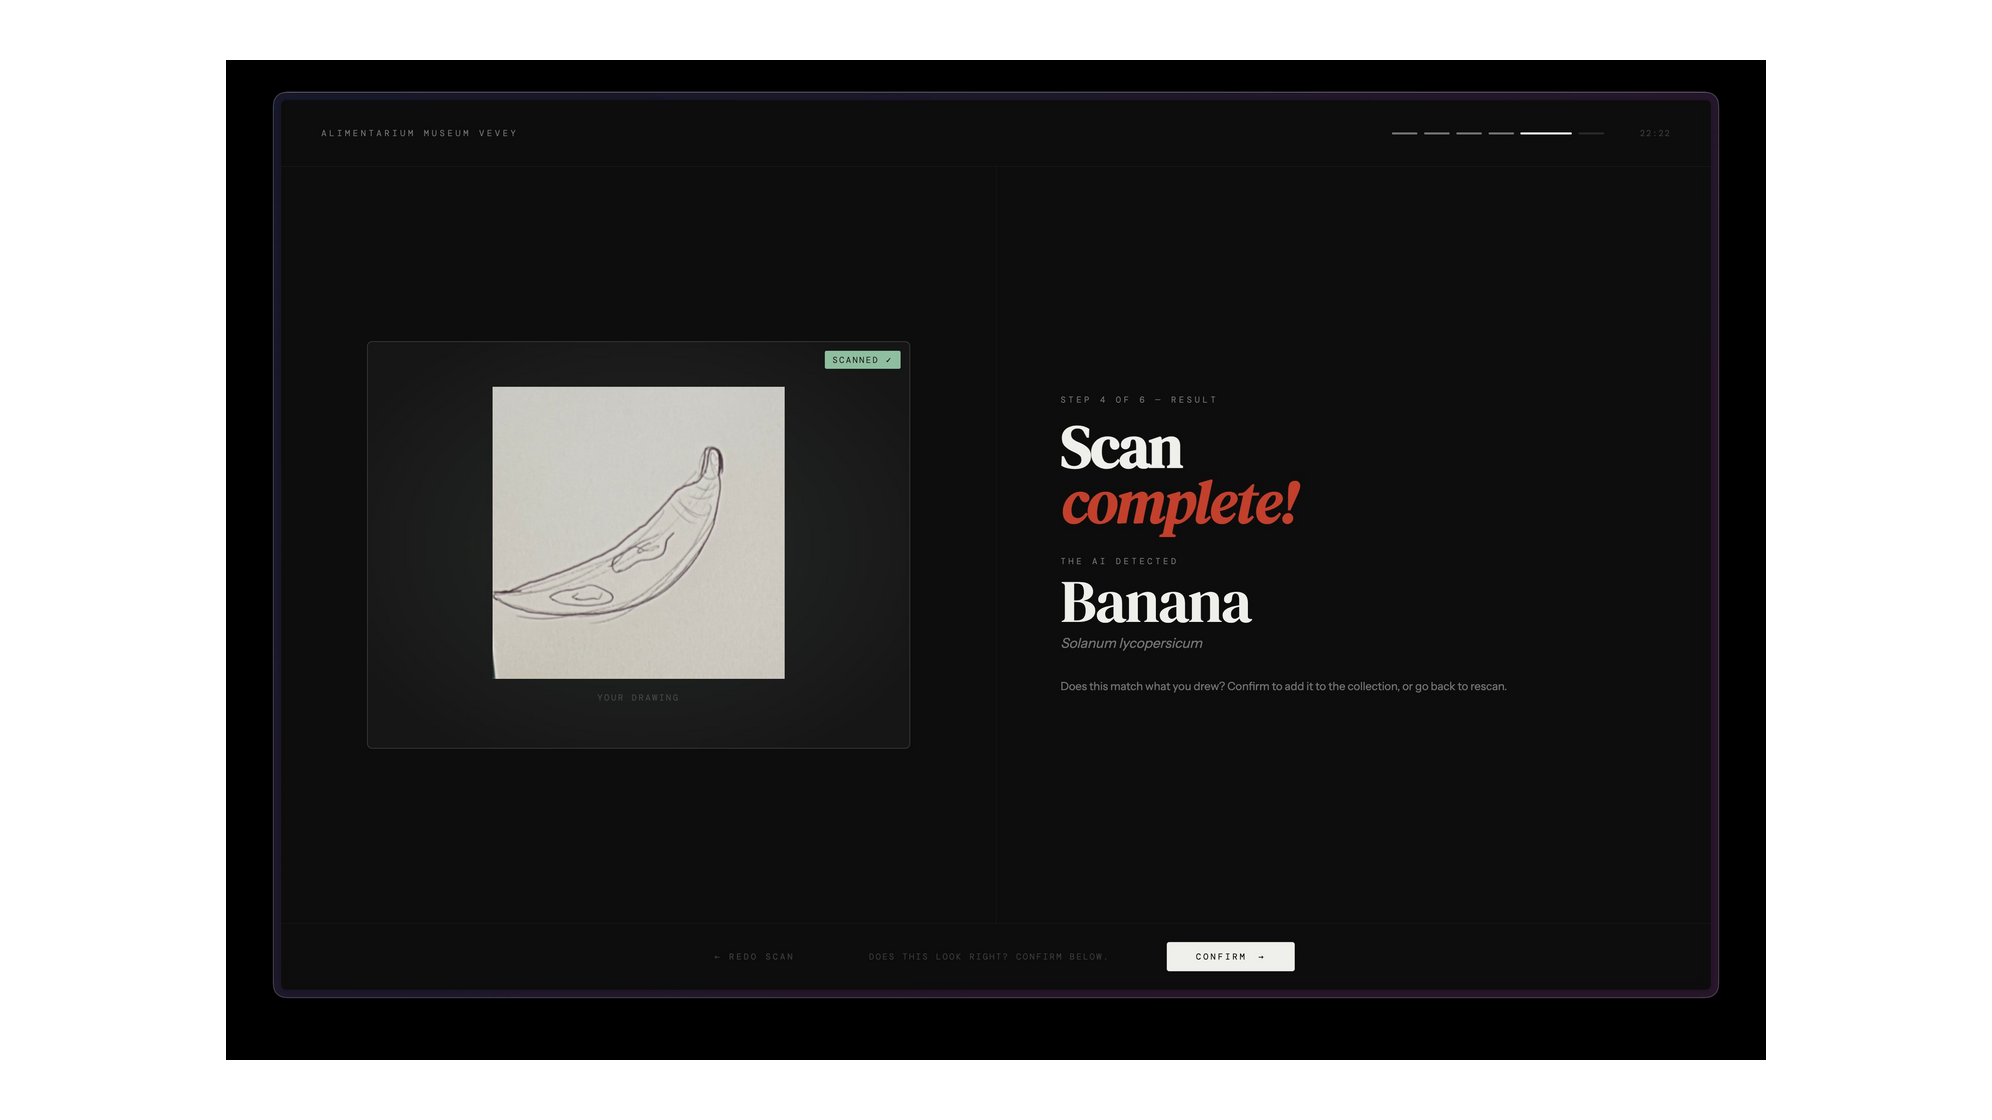 ALIMENTARIUM MUSEUM VEVEY
22:22
SCANNED ✓
YOUR DRAWING
STEP 4 OF 6 — RESULT
Scan
complete!
THE AI DETECTED
Banana
Solanum lycopersicum
Does this match what you drew? Confirm to add it to the collection, or go back to rescan.
← REDO SCAN
DOES THIS LOOK RIGHT? CONFIRM BELOW.
CONFIRM →